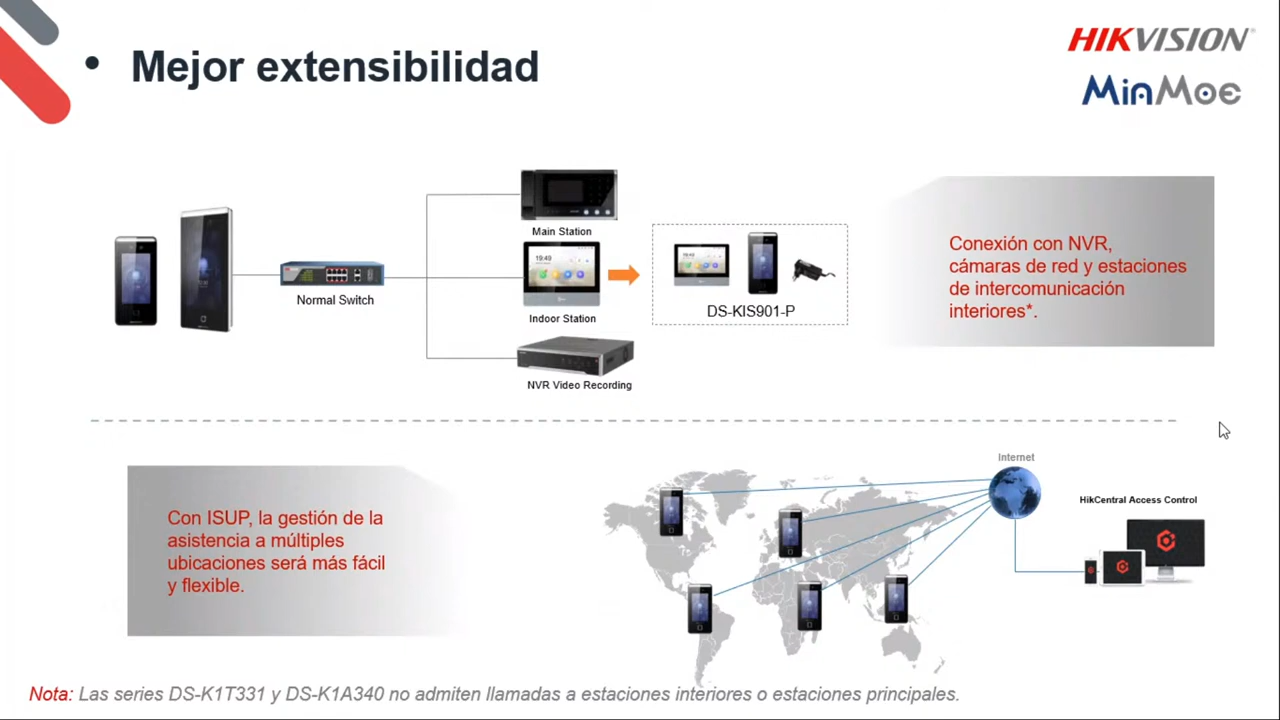 • Mejor extensibilidad
HIKVISION
MinMoe
Main Station
Normal Switch
Indoor Station
DS-KIS901-P
NVR Video Recording
Conexión con NVR,
cámaras de red y estaciones
de intercomunicación
interiores*.
Con ISUP, la gestión de la
asistencia a múltiples
ubicaciones será más fácil
y flexible.
Internet
HikCentral Access Control
Nota: Las series DS-K1T331 y DS-K1A340 no admiten llamadas a estaciones interiores o estaciones principales.